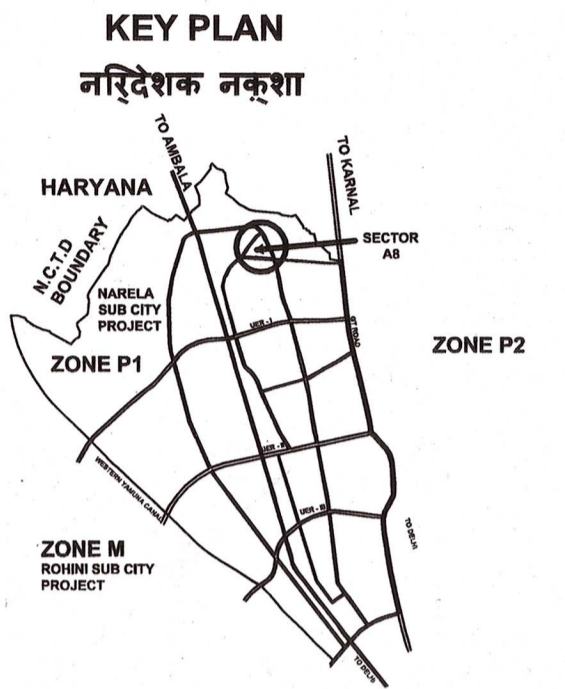 KEY PLAN
नरि्देशक नक़्शा
TO AMBALA
TO KARNAL
HARYANA
SECTOR
A8
N.C.T.D
BOUNDARY
NARELA
SUB CITY
PROJECT
UER - I
GT ROAD
ZONE P2
ZONE P1
UER - II
WESTERN YAMUNA CANAL
UER - III
TO DELHI
ZONE M
ROHINI SUB CITY
PROJECT
TO DELHI